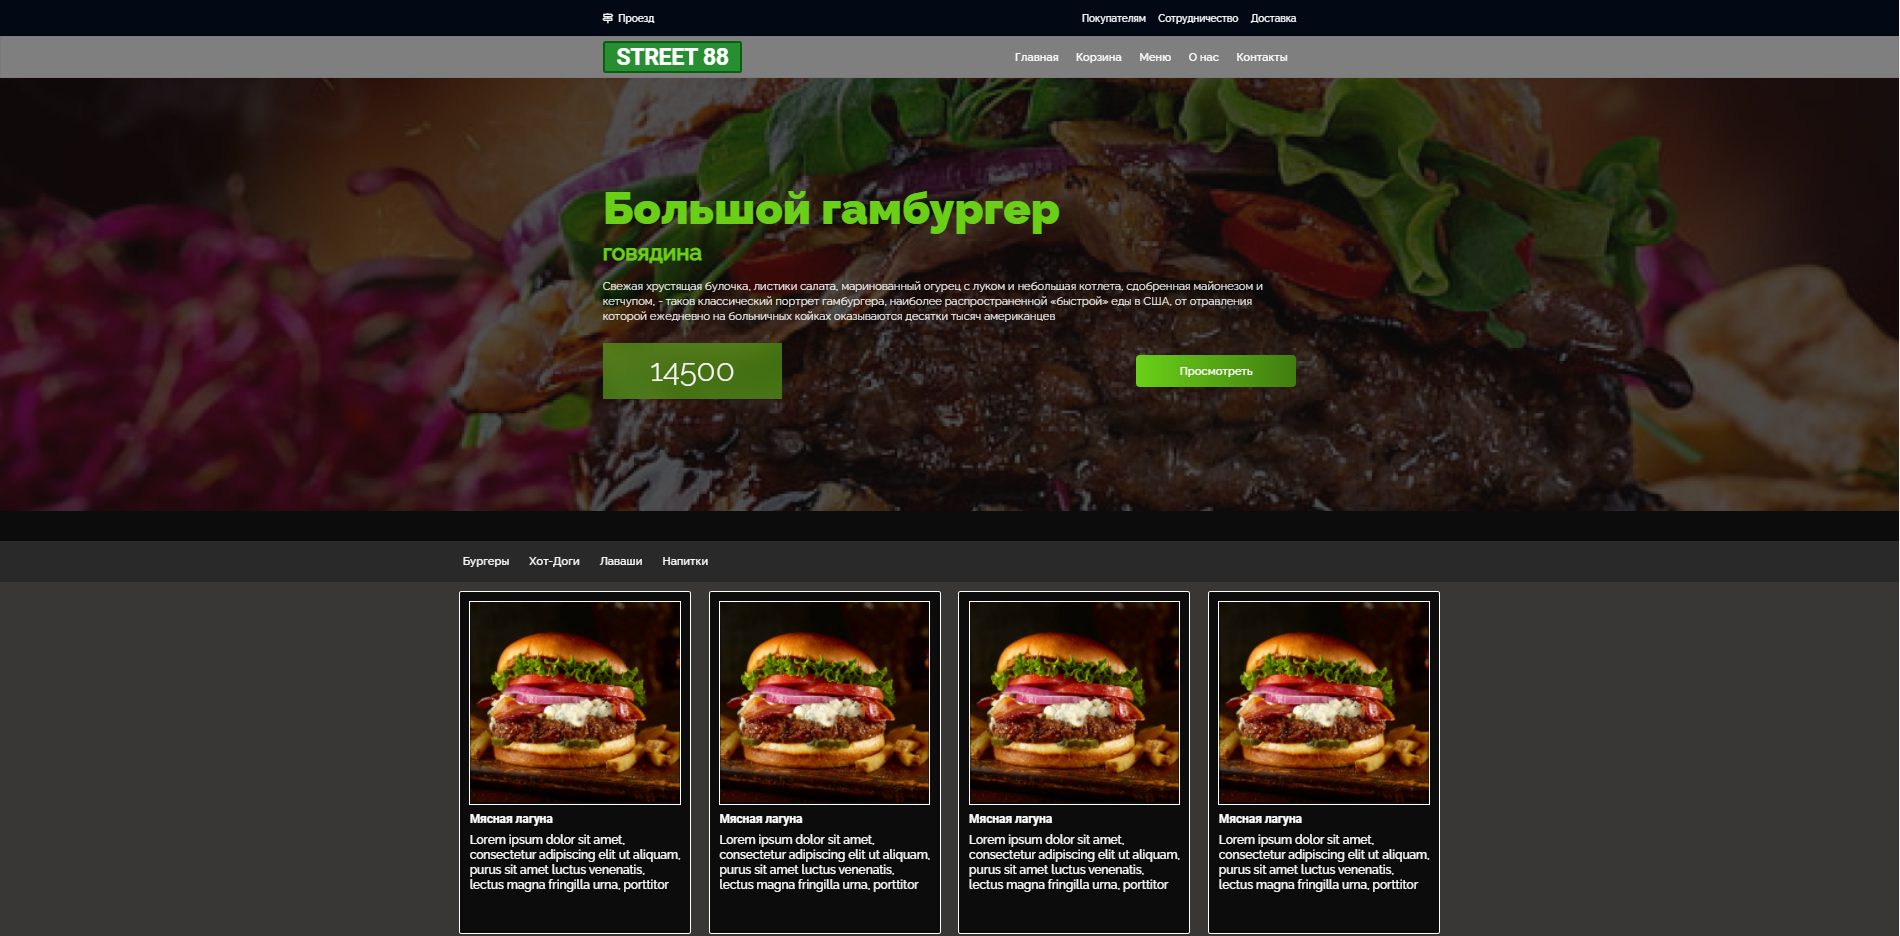 Проезд
Покупателям Сотрудничество Доставка
STREET 88
Главная Корзина Меню О нас Контакты
Большой гамбургер
говядина
Свежая хрустящая булочка, листики салата, маринованный огурец с луком и небольшая котлета, сдобренная майонезом и
кетчупом, - таков классический портрет гамбургера, наиболее распространенной «быстрой» еды в США, от отравления
которой ежедневно на больничных койках оказываются десятки тысяч американцев
14500
Просмотреть
Бургеры Хот-Доги Лаваши Напитки
Мясная лагуна
Lorem ipsum dolor sit amet,
consectetur adipiscing elit ut aliquam,
purus sit amet luctus venenatis,
lectus magna fringilla urna, porttitor
Мясная лагуна
Lorem ipsum dolor sit amet,
consectetur adipiscing elit ut aliquam,
purus sit amet luctus venenatis,
lectus magna fringilla urna, porttitor
Мясная лагуна
Lorem ipsum dolor sit amet,
consectetur adipiscing elit ut aliquam,
purus sit amet luctus venenatis,
lectus magna fringilla urna, porttitor
Мясная лагуна
Lorem ipsum dolor sit amet,
consectetur adipiscing elit ut aliquam,
purus sit amet luctus venenatis,
lectus magna fringilla urna, porttitor